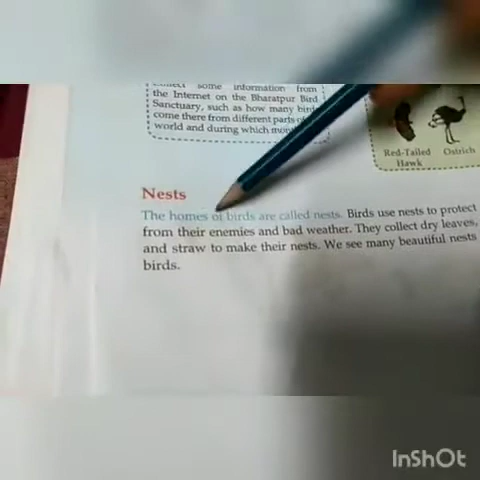 some information from
the Internet on the Bharatpur Bird
Sanctuary, such as how many birds
come there from different parts of
world and during which
Red-Tailed
Hawk
Ostrich
Nests
The homes of birds are called nests. Birds use nests to protect
from their enemies and bad weather. They collect dry leaves,
and straw to make their nests. We see many beautiful nests
birds.
InShOt